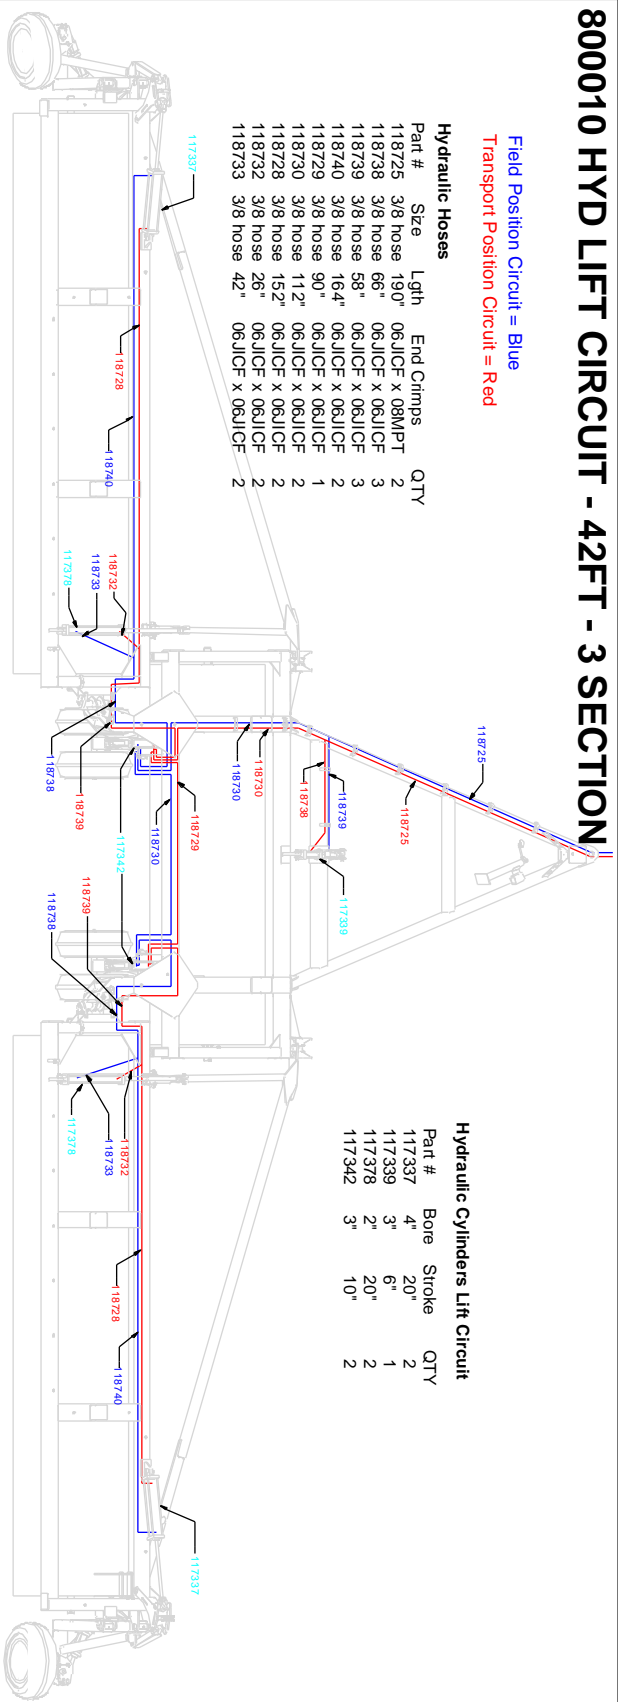 800010 HYD LIFT CIRCUIT - 42FT - 3 SECTION
Field Position Circuit = Blue
Transport Position Circuit = Red
Hydraulic Hoses
Part # Size Lgth End Crimps QTY
118725 3/8 hose 190" 06JICF x 08MPT 2
118738 3/8 hose 66" 06JICF x 06JICF 3
118739 3/8 hose 58" 06JICF x 06JICF 3
118740 3/8 hose 164" 06JICF x 06JICF 2
118729 3/8 hose 90" 06JICF x 06JICF 1
118730 3/8 hose 112" 06JICF x 06JICF 2
118728 3/8 hose 152" 06JICF x 06JICF 2
118732 3/8 hose 26" 06JICF x 06JICF 2
118733 3/8 hose 42" 06JICF x 06JICF 2
Hydraulic Cylinders Lift Circuit
Part # Bore Stroke QTY
117337 4" 20" 2
117339 3" 6" 1
117378 2" 20" 2
117342 3" 10" 2
118725
118725
118739
118738
117339
118730
118730
118729
118730
117342
117337
118728
118740
118732
118733
117378
118738
118739
118739
118738
118732
118733
117378
118728
118740
117337